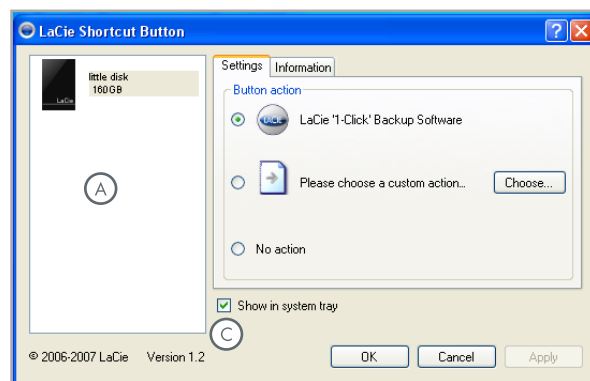 LaCie Shortcut Button
little disk
160GB
LaCie
A
Settings
Information
Button action
LaCie '1-Click' Backup Software
Please choose a custom action...
Choose...
No action
Show in system tray
C
© 2006-2007 LaCie Version 1.2
OK
Cancel
Apply